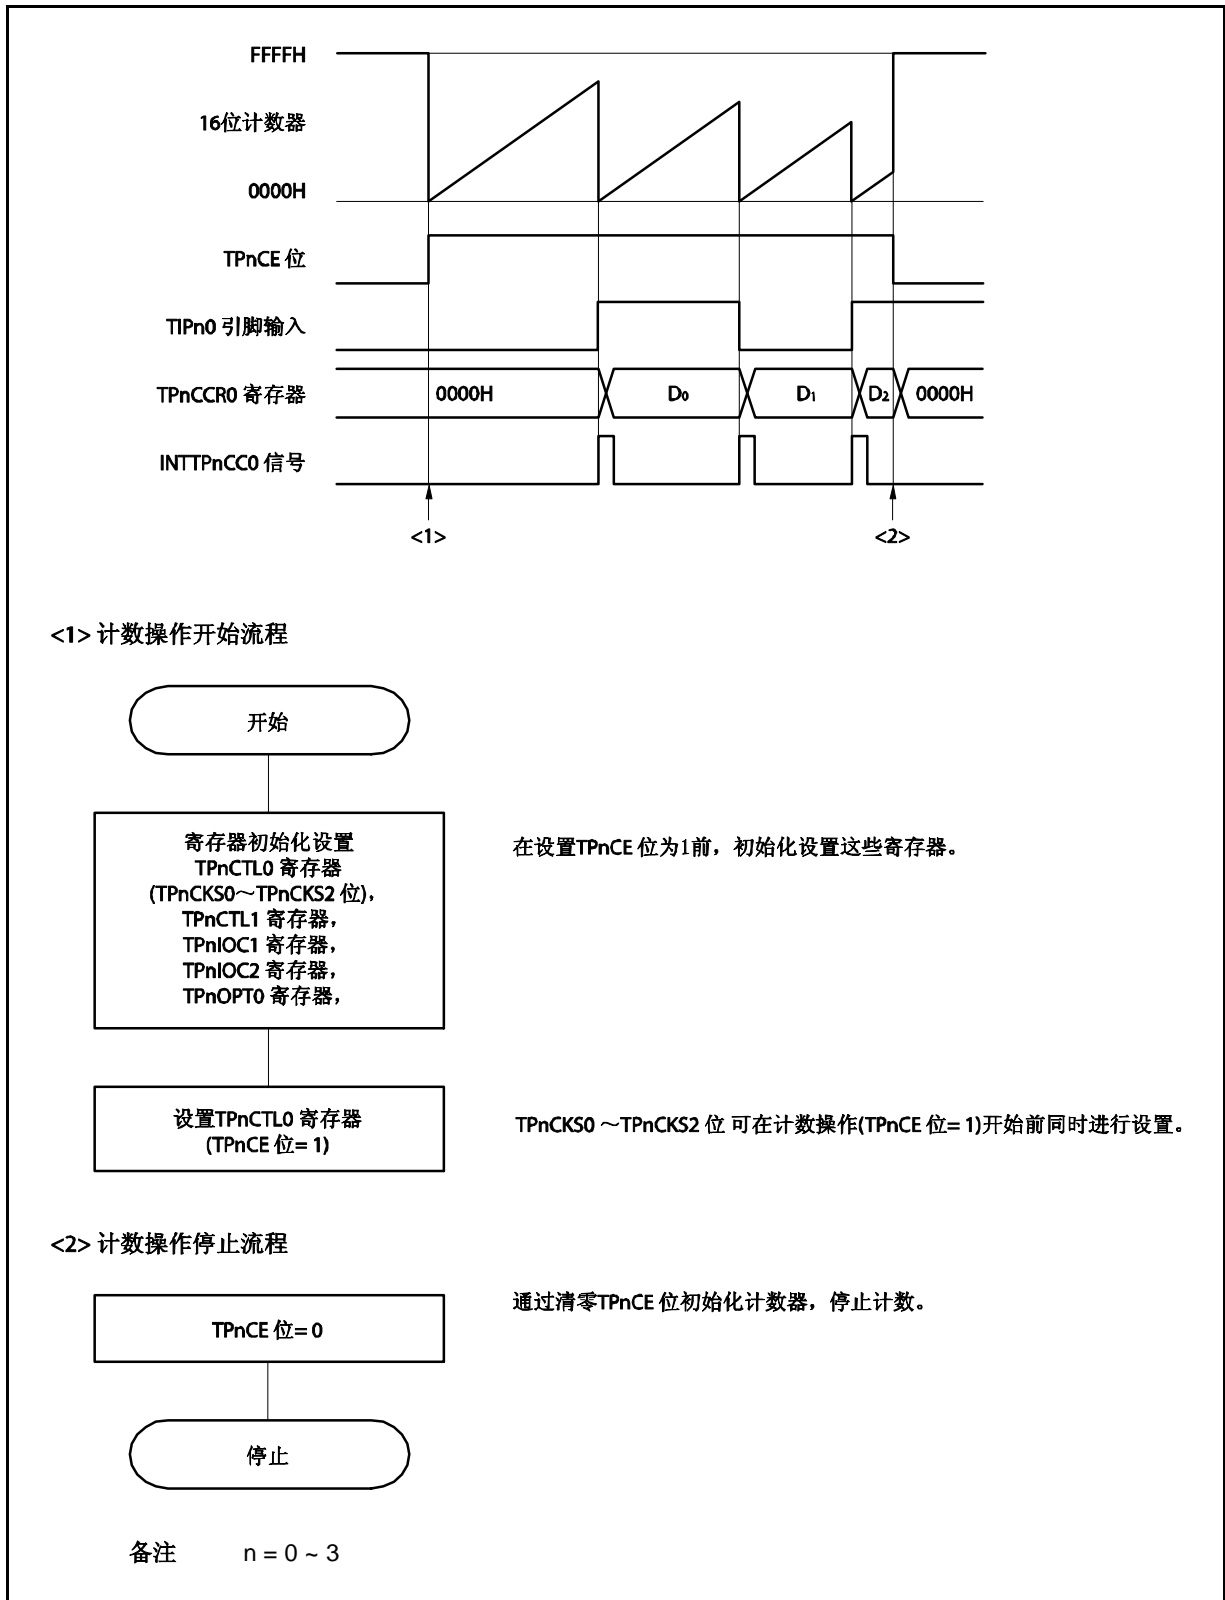 FFFFH
16位计数器
0000H
TPnCE 位
TIPn0 引脚输入
TPnCCR0 寄存器
0000H
D0
D1
D2
0000H
INTTPnCC0 信号
<1>
<2>
<1> 计数操作开始流程
开始
寄存器初始化设置
TPnCTL0 寄存器
(TPnCKS0～TPnCKS2 位),
TPnCTL1 寄存器，
TPnIOC1 寄存器，
TPnIOC2 寄存器，
TPnOPT0 寄存器，
在设置TPnCE 位为1前，初始化设置这些寄存器。
设置TPnCTL0 寄存器
(TPnCE 位= 1)
TPnCKS0 ～TPnCKS2 位 可在计数操作(TPnCE 位= 1)开始前同时进行设置。
<2> 计数操作停止流程
TPnCE 位= 0
通过清零TPnCE 位初始化计数器，停止计数。
停止
备注 n = 0 ~ 3